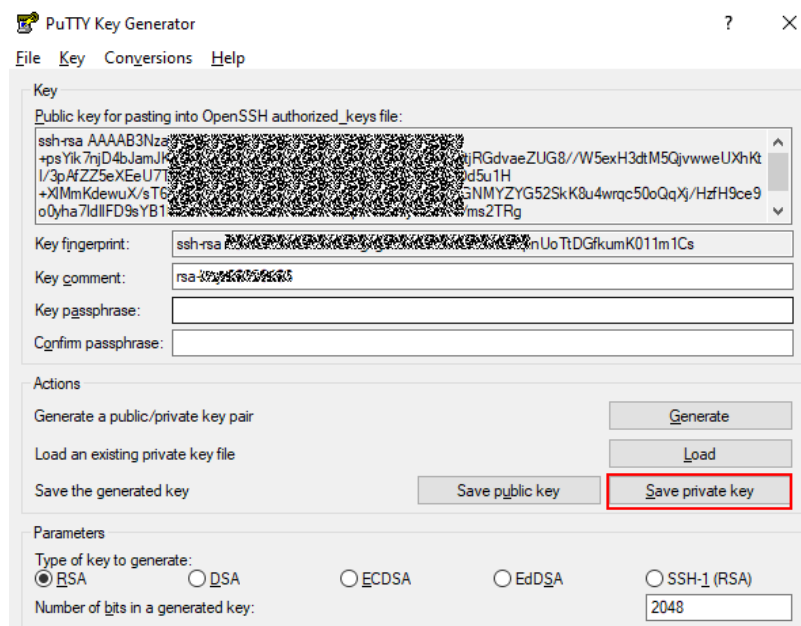 PuTTY Key Generator
File Key Conversions Help
Key
Public key for pasting into OpenSSH authorized_keys file:
ssh-rsa AAAAB3Nza
+psYik7njD4bJamJK tjRGdvaeZUG8//W5exH3dtM5QjvwweUXhKt
I/3pAfZZ5eXEeU7T 0d5u1H
+XIMmKdewuX/sT6 GNMYZYG52SkK8u4wrqc50oQqXj/HzfH9ce9
o0yha7IdIIFD9sYB1 /ms2TRg
Key fingerprint: ssh-rsa nUoTtDGfkumK011m1Cs
Key comment: rsa-
Key passphrase:
Confirm passphrase:
Actions
Generate a public/private key pair Generate
Load an existing private key file Load
Save the generated key Save public key Save private key
Parameters
Type of key to generate:
RSA DSA ECDSA EdDSA SSH-1 (RSA)
Number of bits in a generated key: 2048